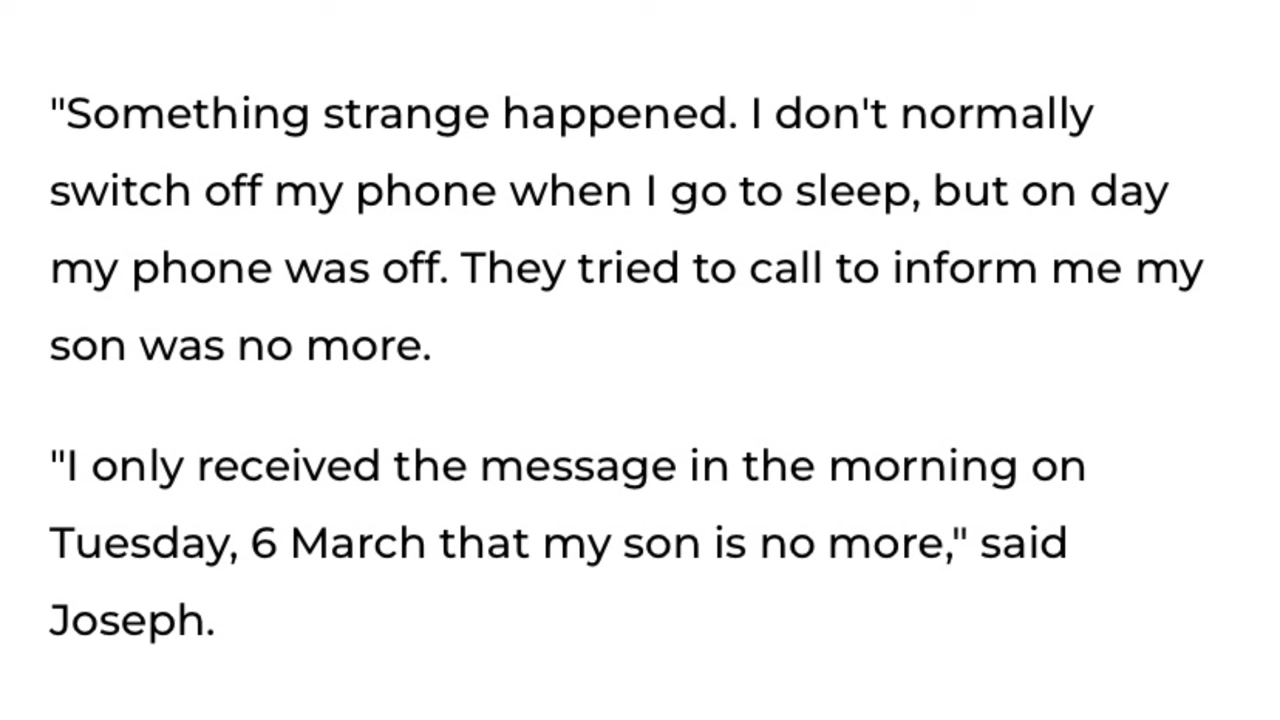 "Something strange happened. I don't normally
switch off my phone when I go to sleep, but on day
my phone was off. They tried to call to inform me my
son was no more.
"I only received the message in the morning on
Tuesday, 6 March that my son is no more," said
Joseph.